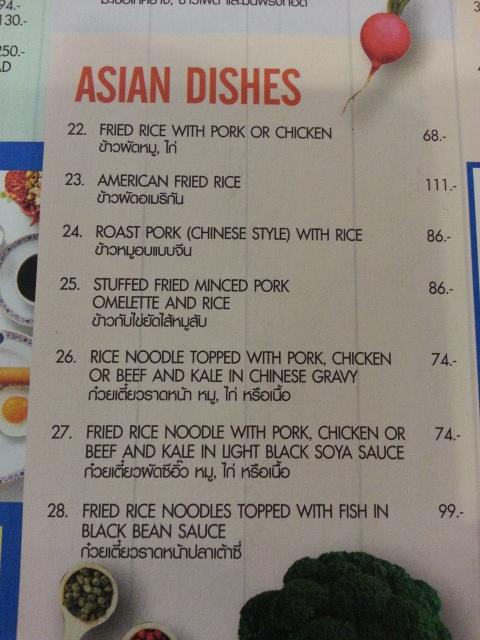 94.-
130.-
250.-
ASIAN DISHES
22. FRIED RICE WITH PORK OR CHICKEN 68.-
ข้าวผัดหมู, ไก่
23. AMERICAN FRIED RICE 111.-
ข้าวผัดอเมริกัน
24. ROAST PORK (CHINESE STYLE) WITH RICE 86.-
ข้าวหมูอบแบบจีน
25. STUFFED FRIED MINCED PORK 86.-
OMELETTE AND RICE
ข้าวกับไข่ยัดไส้หมูสับ
26. RICE NOODLE TOPPED WITH PORK, CHICKEN 74.-
OR BEEF AND KALE IN CHINESE GRAVY
ก๋วยเตี๋ยวราดหน้า หมู, ไก่ หรือเนื้อ
27. FRIED RICE NOODLE WITH PORK, CHICKEN OR 74.-
BEEF AND KALE IN LIGHT BLACK SOYA SAUCE
ก๋วยเตี๋ยวผัดซีอิ๊ว หมู, ไก่ หรือเนื้อ
28. FRIED RICE NOODLES TOPPED WITH FISH IN 99.-
BLACK BEAN SAUCE
ก๋วยเตี๋ยวราดหน้าปลาเต้าซี่